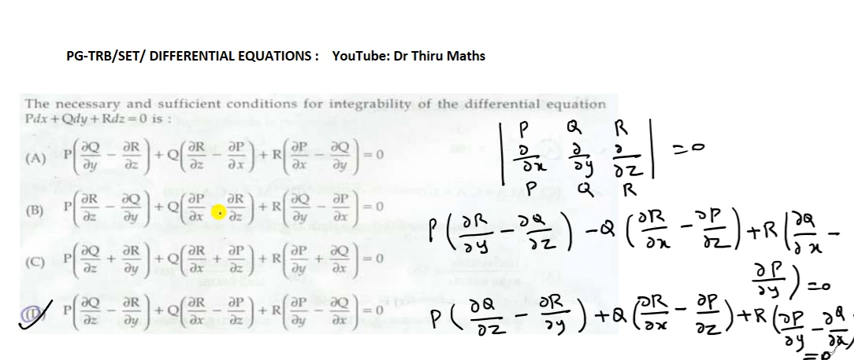 PG-TRB/SET/ DIFFERENTIAL EQUATIONS : YouTube: Dr Thiru Maths
The necessary and sufficient conditions for integrability of the differential equation
Pdx + Qdy + Rdz = 0 is :
(A) P(∂Q/∂y − ∂R/∂z) + Q(∂R/∂z − ∂P/∂x) + R(∂P/∂x − ∂Q/∂y) = 0
(B) P(∂R/∂z − ∂Q/∂y) + Q(∂P/∂x − ∂R/∂z) + R(∂Q/∂y − ∂P/∂x) = 0
(C) P(∂Q/∂z + ∂R/∂y) + Q(∂R/∂x + ∂P/∂z) + R(∂P/∂y + ∂Q/∂x) = 0
(D) P(∂Q/∂z − ∂R/∂y) + Q(∂R/∂x − ∂P/∂z) + R(∂P/∂y − ∂Q/∂x) = 0
P Q R
∂/∂x ∂/∂y ∂/∂z = 0
P Q R
P(∂R/∂y − ∂Q/∂z) − Q(∂R/∂x − ∂P/∂z) + R(∂Q/∂x −
∂P/∂y) = 0
P(∂Q/∂z − ∂R/∂y) + Q(∂R/∂x − ∂P/∂z) + R(∂P/∂y − ∂Q/∂x)
= 0